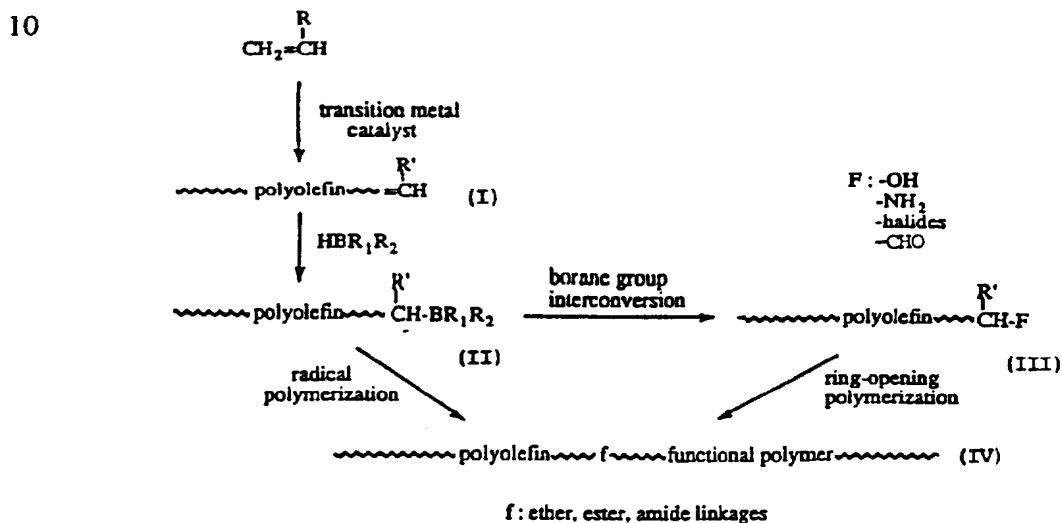 10
R
CH2=CH
transition metal
catalyst
R'
polyolefin =CH (I)
F : -OH
-NH2
-halides
-CHO
HBR1R2
R'
polyolefin CH-BR1R2
(II)
borane group
interconversion
R'
polyolefin CH-F
(III)
radical
polymerization
ring-opening
polymerization
polyolefin f functional polymer (IV)
f : ether, ester, amide linkages